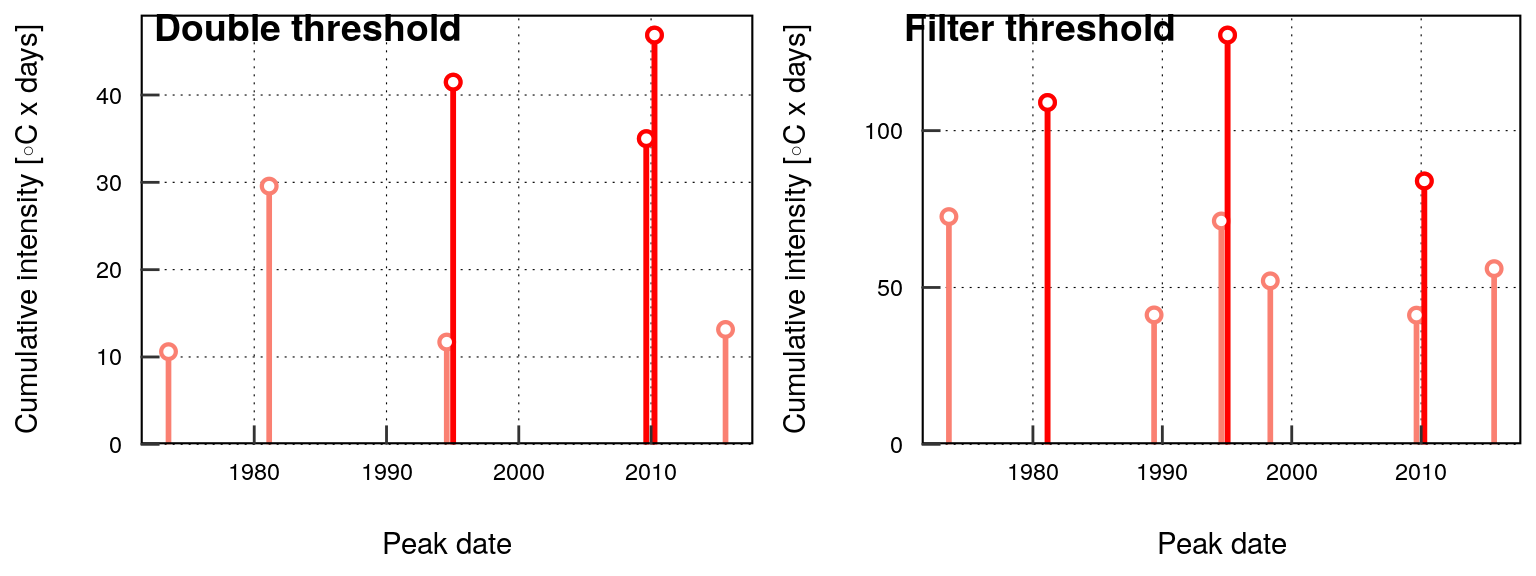 Double threshold
Cumulative intensity [◦C x days]
40
30
20
10
0
1980 1990 2000 2010
Peak date
Filter threshold
Cumulative intensity [◦C x days]
100
50
0
1980 1990 2000 2010
Peak date